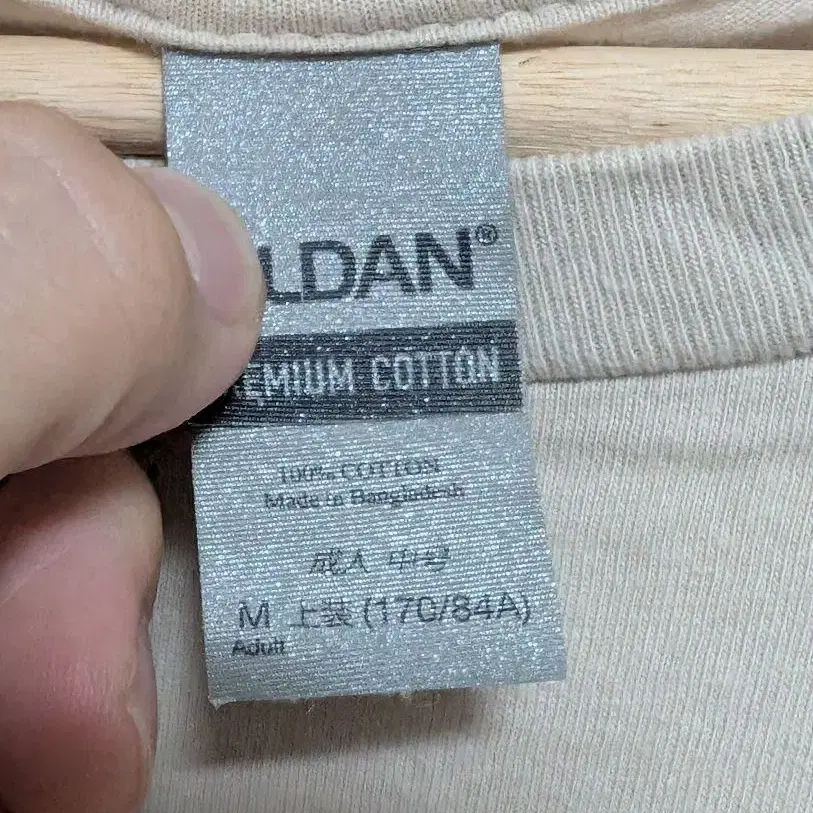 LDAN®
EMIUM COTTON
100% COTTON
Made in Bangladesh
成人 中号
M 上装(170/84A)
Adult